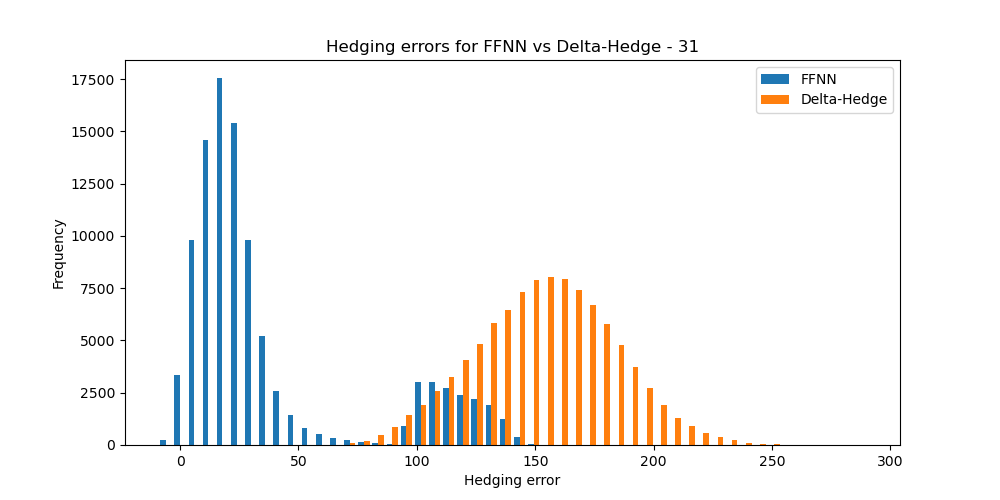 Hedging errors for FFNN vs Delta-Hedge - 31
FFNN
Delta-Hedge
Frequency
17500
15000
12500
10000
7500
5000
2500
0
0 50 100 150 200 250 300
Hedging error